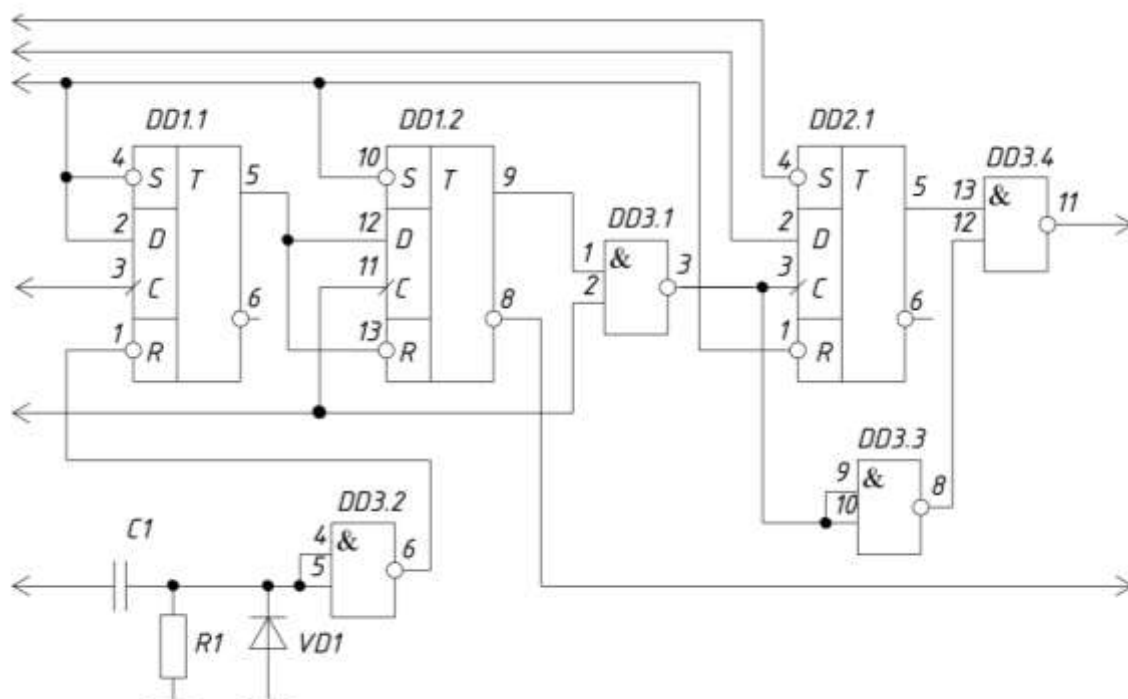 DD1.1
DD1.2
DD2.1
DD3.4
4 S T 5
2 D
3 C
6
1 R
10 S T 9
12 D
11 C
8
13 R
DD3.1
1 &
2
3
4 S T 5
2 D
3 C
6
1 R
13 &
12
11
DD3.3
9 &
10
8
DD3.2
4 &
5
6
C1
R1
VD1